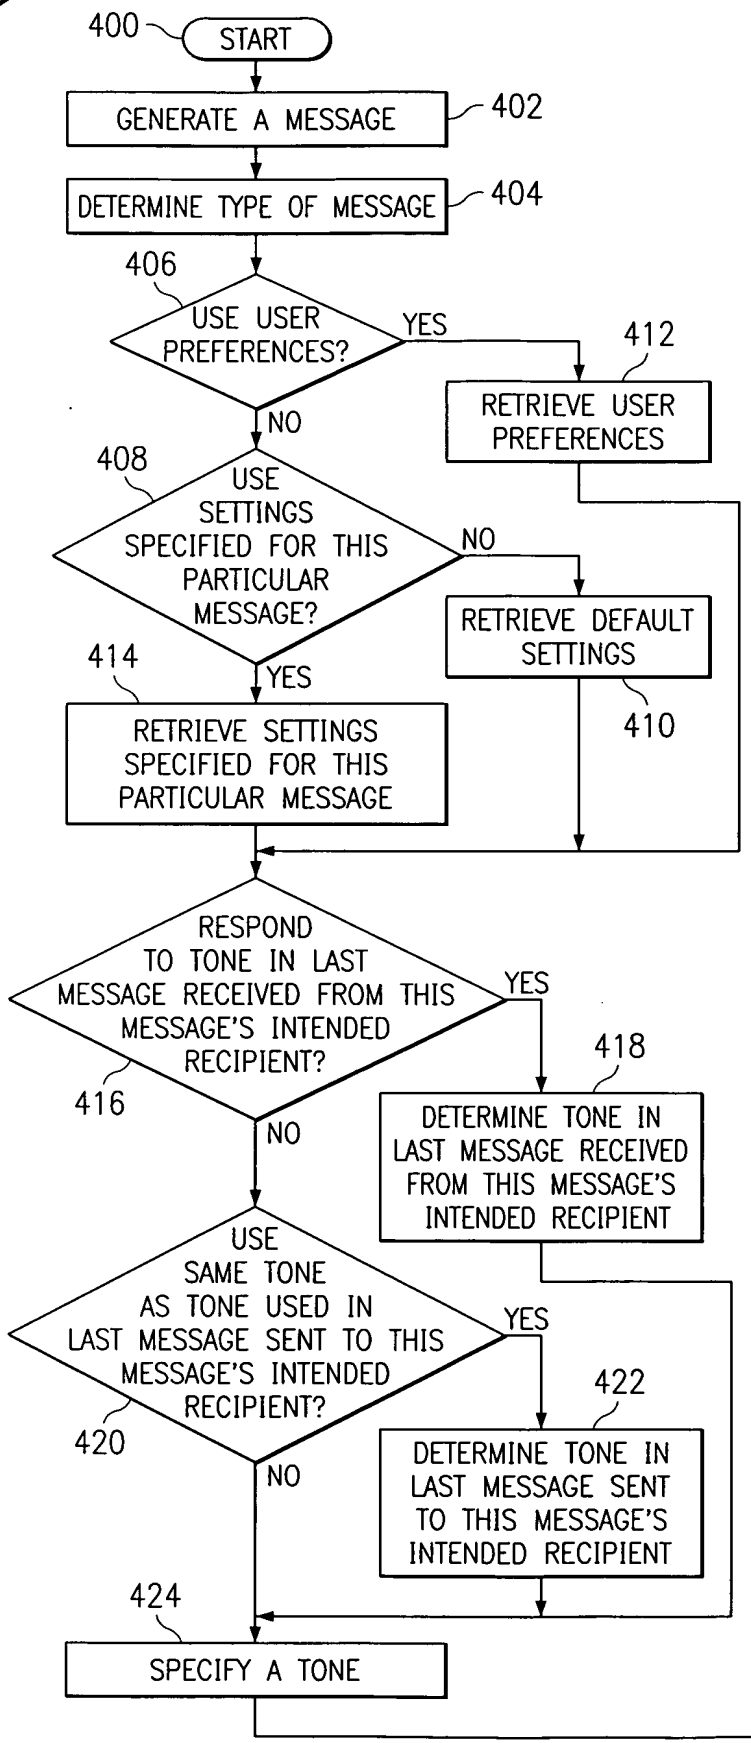 400
START
GENERATE A MESSAGE
402
DETERMINE TYPE OF MESSAGE
404
406
USE USER
PREFERENCES?
YES
412
RETRIEVE USER
PREFERENCES
NO
408
USE
SETTINGS
SPECIFIED FOR THIS
PARTICULAR
MESSAGE?
NO
RETRIEVE DEFAULT
SETTINGS
410
YES
414
RETRIEVE SETTINGS
SPECIFIED FOR THIS
PARTICULAR MESSAGE
RESPOND
TO TONE IN LAST
MESSAGE RECEIVED FROM THIS
MESSAGE'S INTENDED
RECIPIENT?
416
YES
418
DETERMINE TONE IN
LAST MESSAGE RECEIVED
FROM THIS MESSAGE'S
INTENDED RECIPIENT
NO
USE
SAME TONE
AS TONE USED IN
LAST MESSAGE SENT TO THIS
MESSAGE'S INTENDED
RECIPIENT?
420
YES
422
DETERMINE TONE IN
LAST MESSAGE SENT
TO THIS MESSAGE'S
INTENDED RECIPIENT
NO
424
SPECIFY A TONE